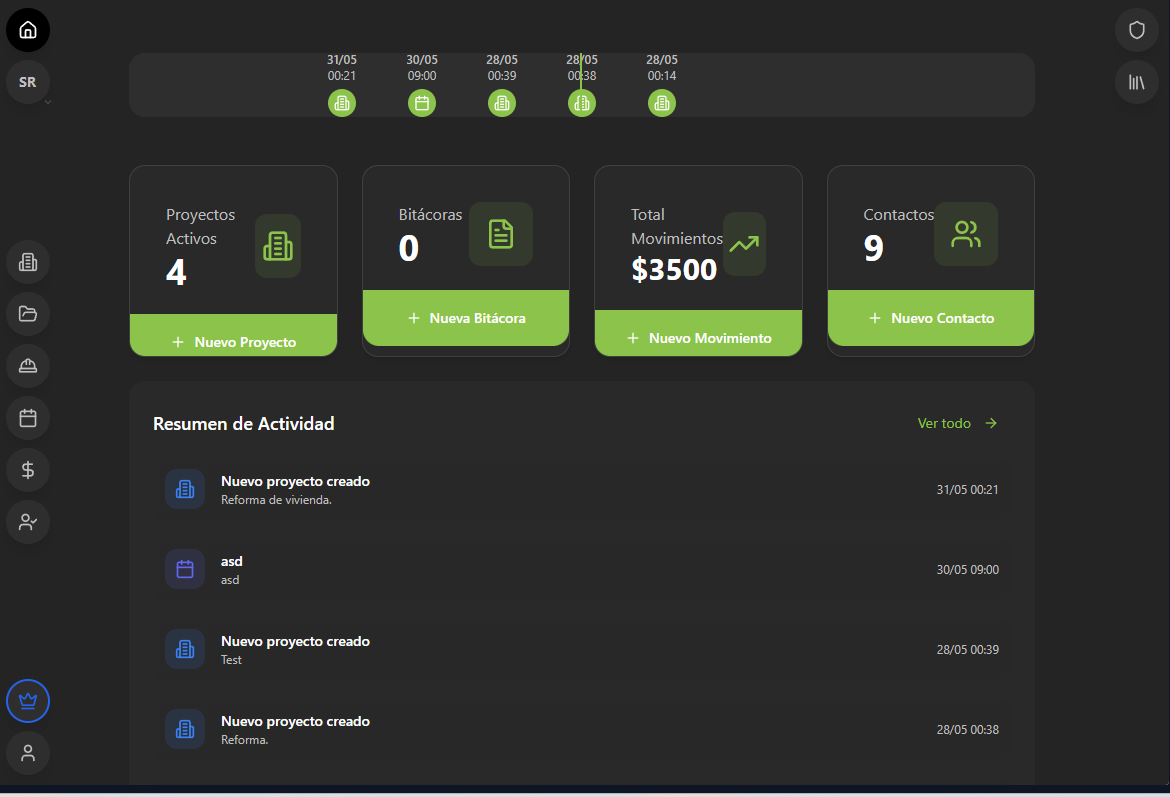 SR
31/05
00:21
30/05
09:00
28/05
00:39
28/05
00:38
28/05
00:14
Proyectos
Activos
4
+ Nuevo Proyecto
Bitácoras
0
+ Nueva Bitácora
Total
Movimientos
$3500
+ Nuevo Movimiento
Contactos
9
+ Nuevo Contacto
Resumen de Actividad
Ver todo →
Nuevo proyecto creado
Reforma de vivienda.
31/05 00:21
asd
asd
30/05 09:00
Nuevo proyecto creado
Test
28/05 00:39
Nuevo proyecto creado
Reforma.
28/05 00:38